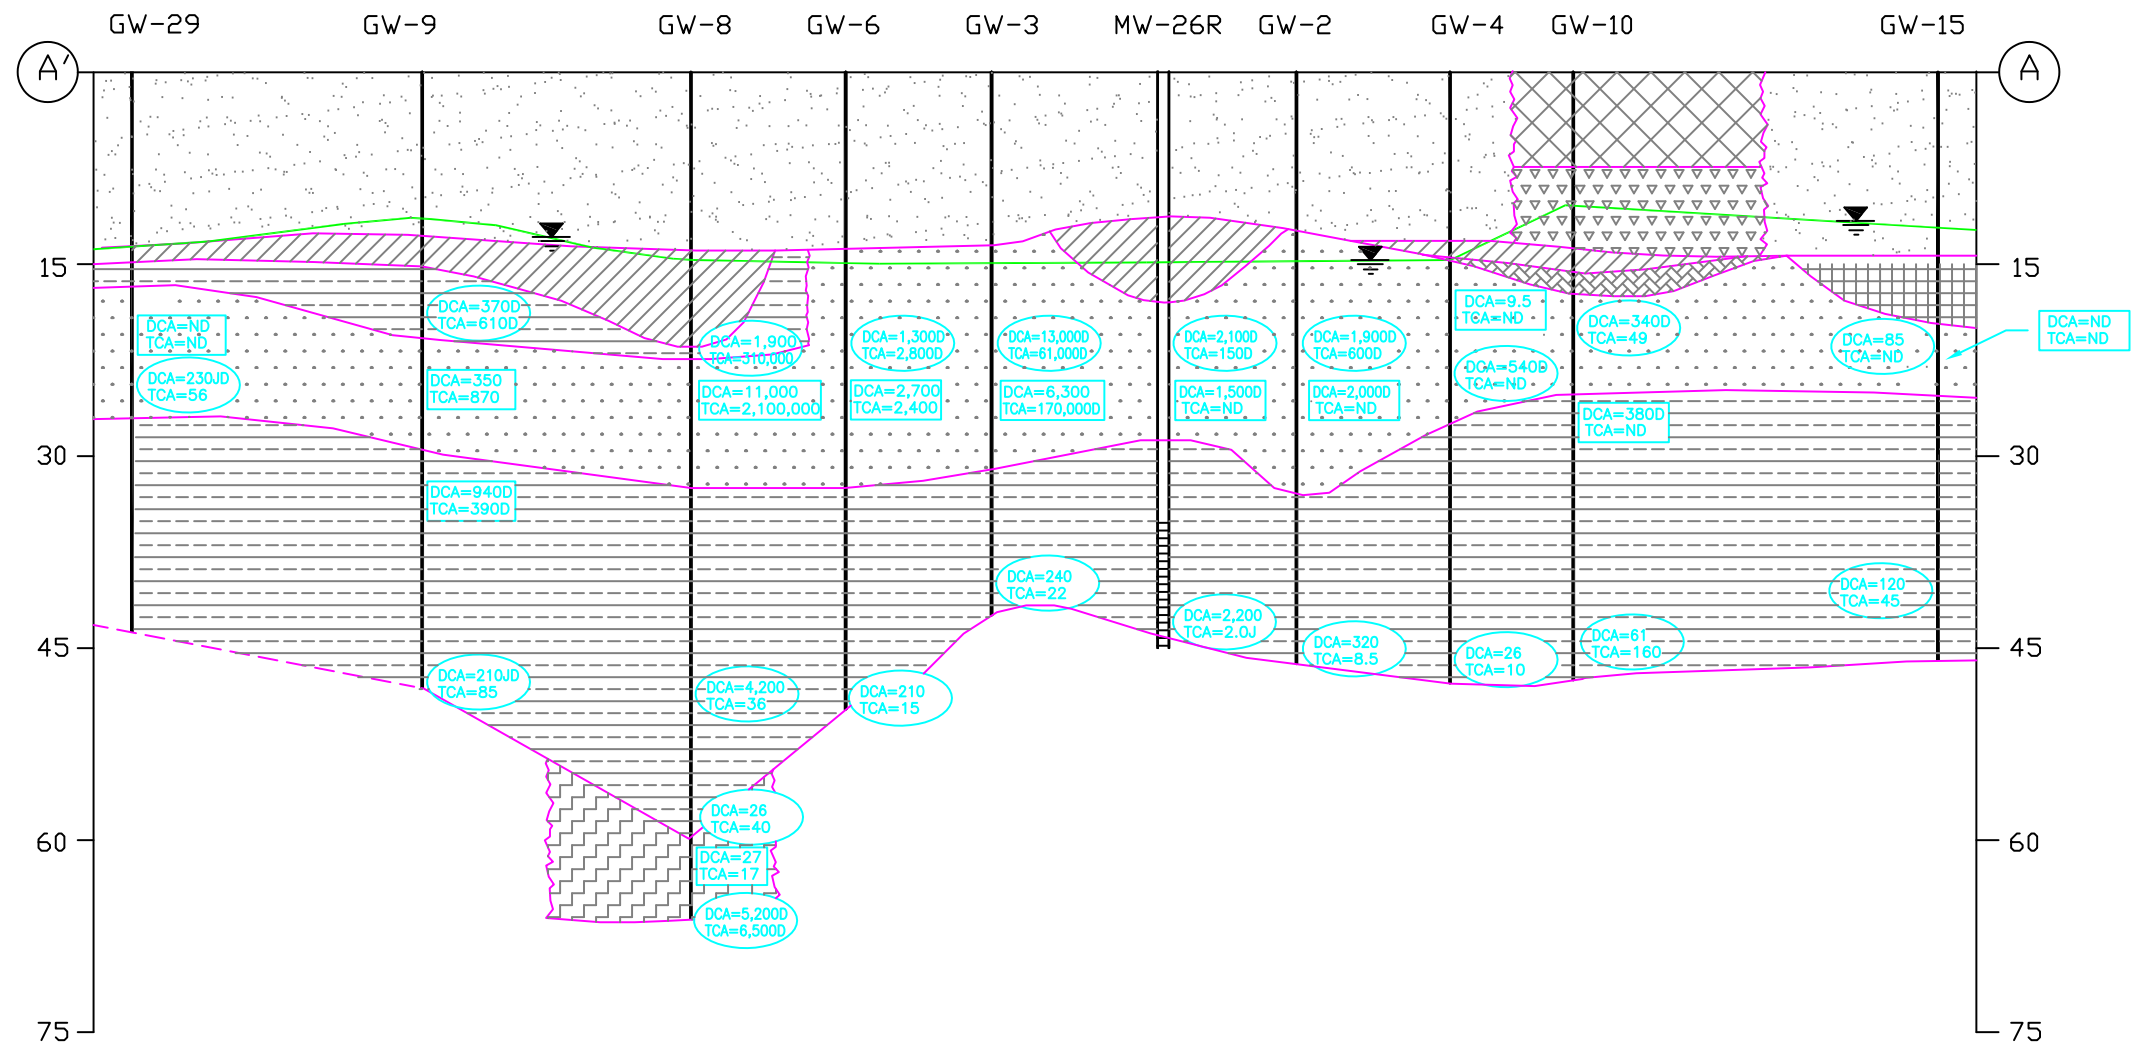 GW-29 GW-9 GW-8 GW-6 GW-3 MW-26R GW-2 GW-4 GW-10 GW-15
A' A
15 15
DCA=370D
TCA=610D
DCA=9.5
TCA=ND
DCA=ND
TCA=ND
DCA=1,900
TCA=310,000
DCA=1,300D
TCA=2,800D
DCA=13,000D
TCA=61,000D
DCA=2,100D
TCA=150D
DCA=1,900D
TCA=600D
DCA=340D
TCA=49
DCA=85
TCA=ND
DCA=ND
TCA=ND
DCA=230JD
TCA=56
DCA=350
TCA=870
DCA=11,000
TCA=2,100,000
DCA=2,700
TCA=2,400
DCA=6,300
TCA=170,000D
DCA=1,500D
TCA=ND
DCA=2,000D
TCA=ND
DCA=540D
TCA=ND
DCA=380D
TCA=ND
30 30
DCA=940D
TCA=390D
DCA=240
TCA=22
DCA=2,200
TCA=2.0J
DCA=320
TCA=8.5
DCA=26
TCA=10
DCA=61
TCA=160
DCA=120
TCA=45
45 45
DCA=210JD
TCA=85
DCA=4,200
TCA=36
DCA=210
TCA=15
DCA=26
TCA=40
60 60
DCA=27
TCA=17
DCA=5,200D
TCA=6,500D
75 75